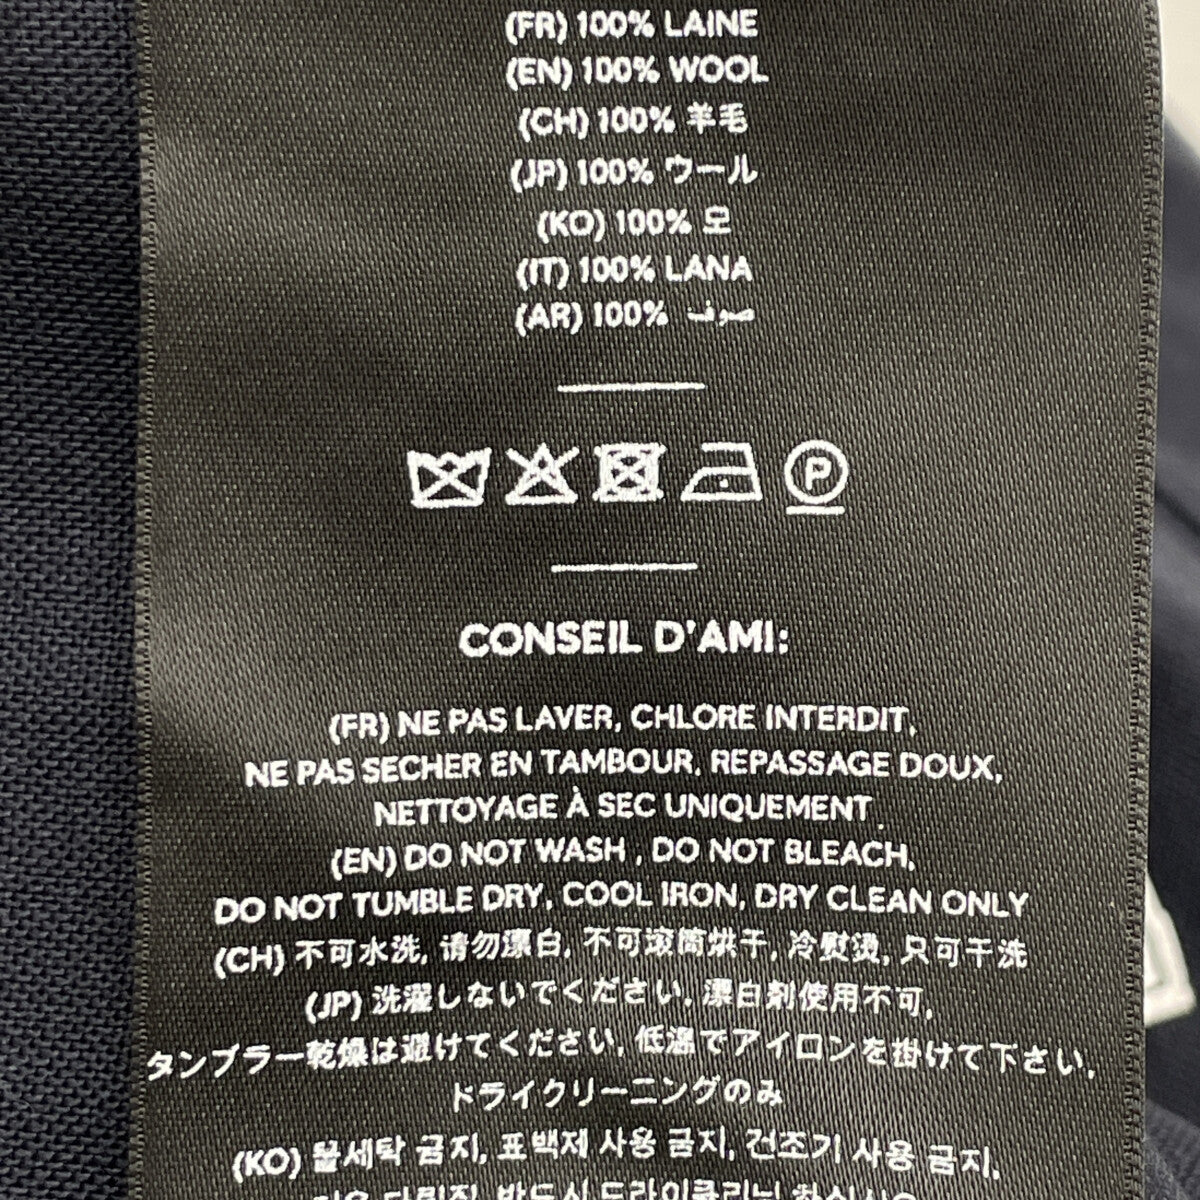 (FR) 100% LAINE
(EN) 100% WOOL
(CH) 100% 羊毛
(JP) 100% ウール
(KO) 100% 모
(IT) 100% LANA
(AR) 100% صوف
P
CONSEIL D'AMI:
(FR) NE PAS LAVER, CHLORE INTERDIT,
NE PAS SECHER EN TAMBOUR, REPASSAGE DOUX,
NETTOYAGE À SEC UNIQUEMENT.
(EN) DO NOT WASH , DO NOT BLEACH,
DO NOT TUMBLE DRY, COOL IRON, DRY CLEAN ONLY
(CH) 不可水洗, 请勿漂白, 不可滚筒烘干, 冷熨烫, 只可干洗
(JP) 洗濯しないでください, 漂白剤使用不可,
タンブラー乾燥は避けてください, 低温でアイロンを掛けて下さい,
ドライクリーニングのみ
(KO) 물세탁 금지, 표백제 사용 금지, 건조기 사용 금지,